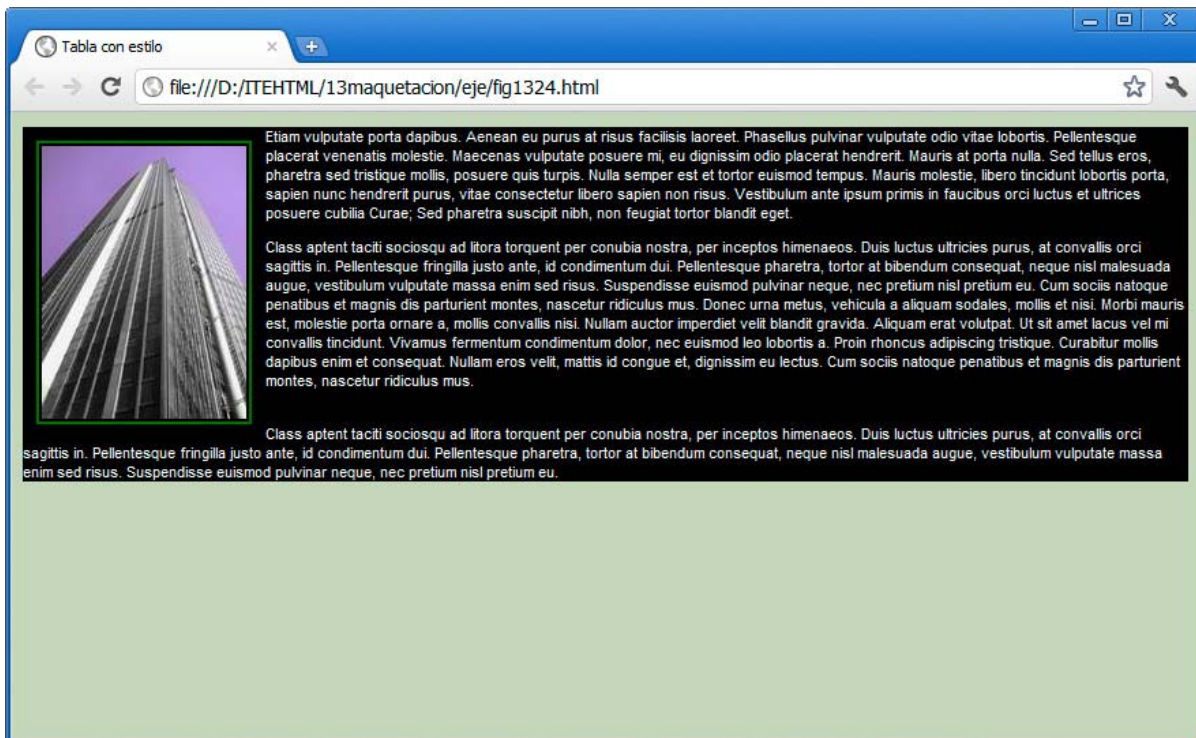 Tabla con estilo
file:///D:/ITEHTML/13maquetacion/eje/fig1324.html
Etiam vulputate porta dapibus. Aenean eu purus at risus facilisis laoreet. Phasellus pulvinar vulputate odio vitae lobortis. Pellentesque
placerat venenatis molestie. Maecenas vulputate posuere mi, eu dignissim odio placerat hendrerit. Mauris at porta nulla. Sed tellus eros,
pharetra sed tristique mollis, posuere quis turpis. Nulla semper est et tortor euismod tempus. Mauris molestie, libero tincidunt lobortis porta,
sapien nunc hendrerit purus, vitae consectetur libero sapien non risus. Vestibulum ante ipsum primis in faucibus orci luctus et ultrices
posuere cubilia Curae; Sed pharetra suscipit nibh, non feugiat tortor blandit eget.
Class aptent taciti sociosqu ad litora torquent per conubia nostra, per inceptos himenaeos. Duis luctus ultricies purus, at convallis orci
sagittis in. Pellentesque fringilla justo ante, id condimentum dui. Pellentesque pharetra, tortor at bibendum consequat, neque nisl malesuada
augue, vestibulum vulputate massa enim sed risus. Suspendisse euismod pulvinar neque, nec pretium nisl pretium eu. Cum sociis natoque
penatibus et magnis dis parturient montes, nascetur ridiculus mus. Donec urna metus, vehicula a aliquam sodales, mollis et nisi. Morbi mauris
est, molestie porta ornare a, mollis convallis nisi. Nullam auctor imperdiet velit blandit gravida. Aliquam erat volutpat. Ut sit amet lacus vel mi
convallis tincidunt. Vivamus fermentum condimentum dolor, nec euismod leo lobortis a. Proin rhoncus adipiscing tristique. Curabitur mollis
dapibus enim et consequat. Nullam eros velit, mattis id congue et, dignissim eu lectus. Cum sociis natoque penatibus et magnis dis parturient
montes, nascetur ridiculus mus.
Class aptent taciti sociosqu ad litora torquent per conubia nostra, per inceptos himenaeos. Duis luctus ultricies purus, at convallis orci
sagittis in. Pellentesque fringilla justo ante, id condimentum dui. Pellentesque pharetra, tortor at bibendum consequat, neque nisl malesuada augue, vestibulum vulputate massa
enim sed risus. Suspendisse euismod pulvinar neque, nec pretium nisl pretium eu.